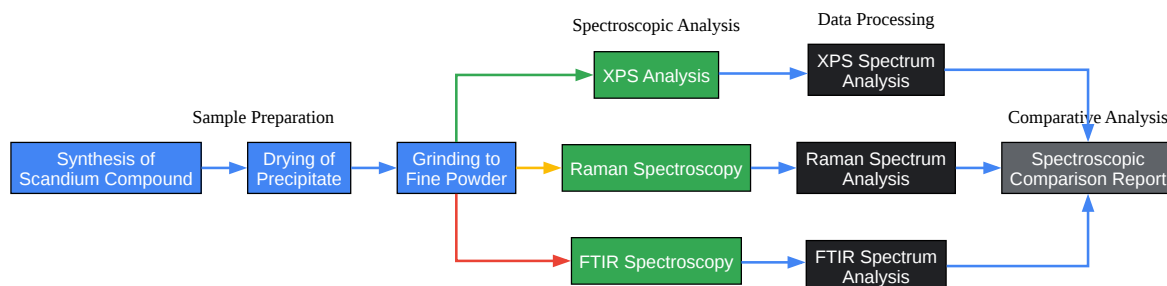 Spectroscopic Analysis
Data Processing
XPS Analysis
XPS Spectrum
Analysis
Sample Preparation
Comparative Analysis
Synthesis of
Scandium Compound
Drying of
Precipitate
Grinding to
Fine Powder
Raman Spectroscopy
Raman Spectrum
Analysis
Spectroscopic
Comparison Report
FTIR Spectroscopy
FTIR Spectrum
Analysis